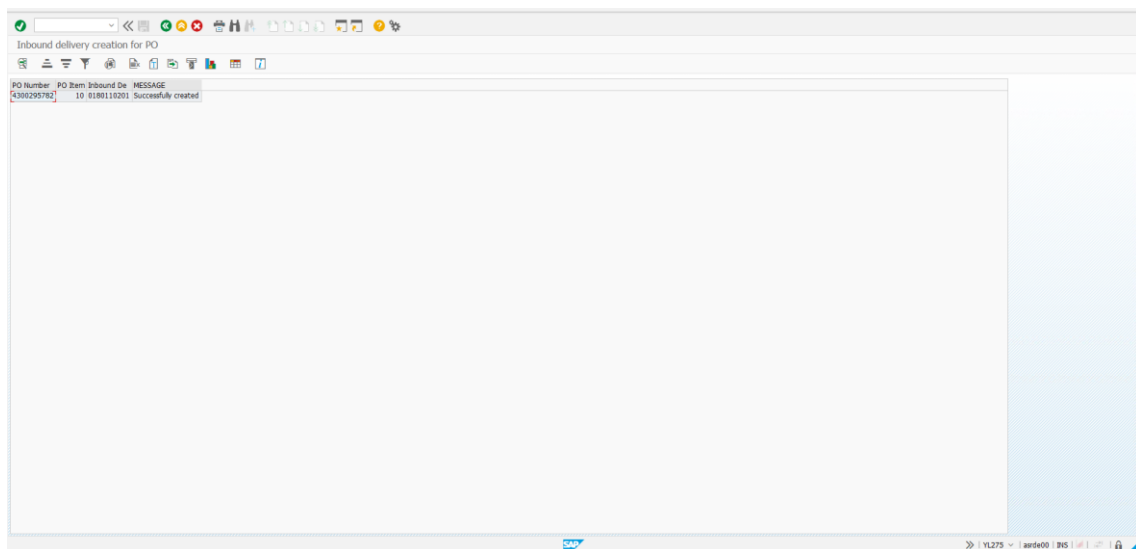 Inbound delivery creation for PO
PO Number PO Item Inbound De MESSAGE
4300295782 10 0180110201 Successfully created
SAP
YL275 asrde00 INS